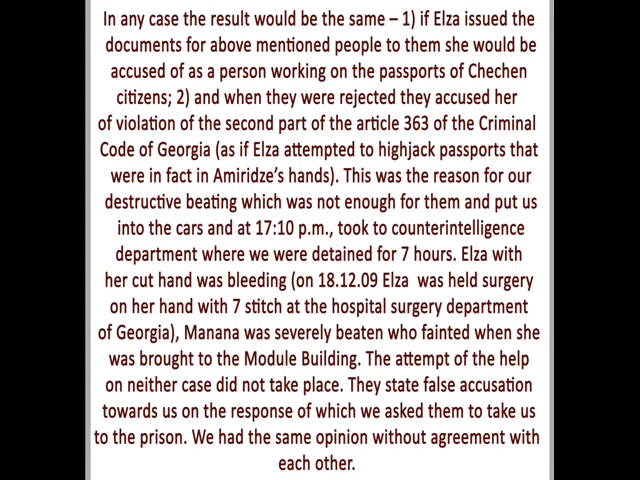 In any case the result would be the same – 1) if Elza issued the
documents for above mentioned people to them she would be
accused of as a person working on the passports of Chechen
citizens; 2) and when they were rejected they accused her
of violation of the second part of the article 363 of the Criminal
Code of Georgia (as if Elza attempted to highjack passports that
were in fact in Amiridze's hands). This was the reason for our
destructive beating which was not enough for them and put us
into the cars and at 17:10 p.m., took to counterintelligence
department where we were detained for 7 hours. Elza with
her cut hand was bleeding (on 18.12.09 Elza was held surgery
on her hand with 7 stitch at the hospital surgery department
of Georgia), Manana was severely beaten who fainted when she
was brought to the Module Building. The attempt of the help
on neither case did not take place. They state false accusation
towards us on the response of which we asked them to take us
to the prison. We had the same opinion without agreement with
each other.